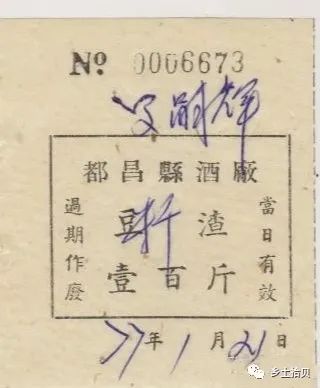 Nº 0006673
都昌縣酒廠
過期作廢
豆 渣
壹百斤
當日有效
77年1月21日
乡土拾贝